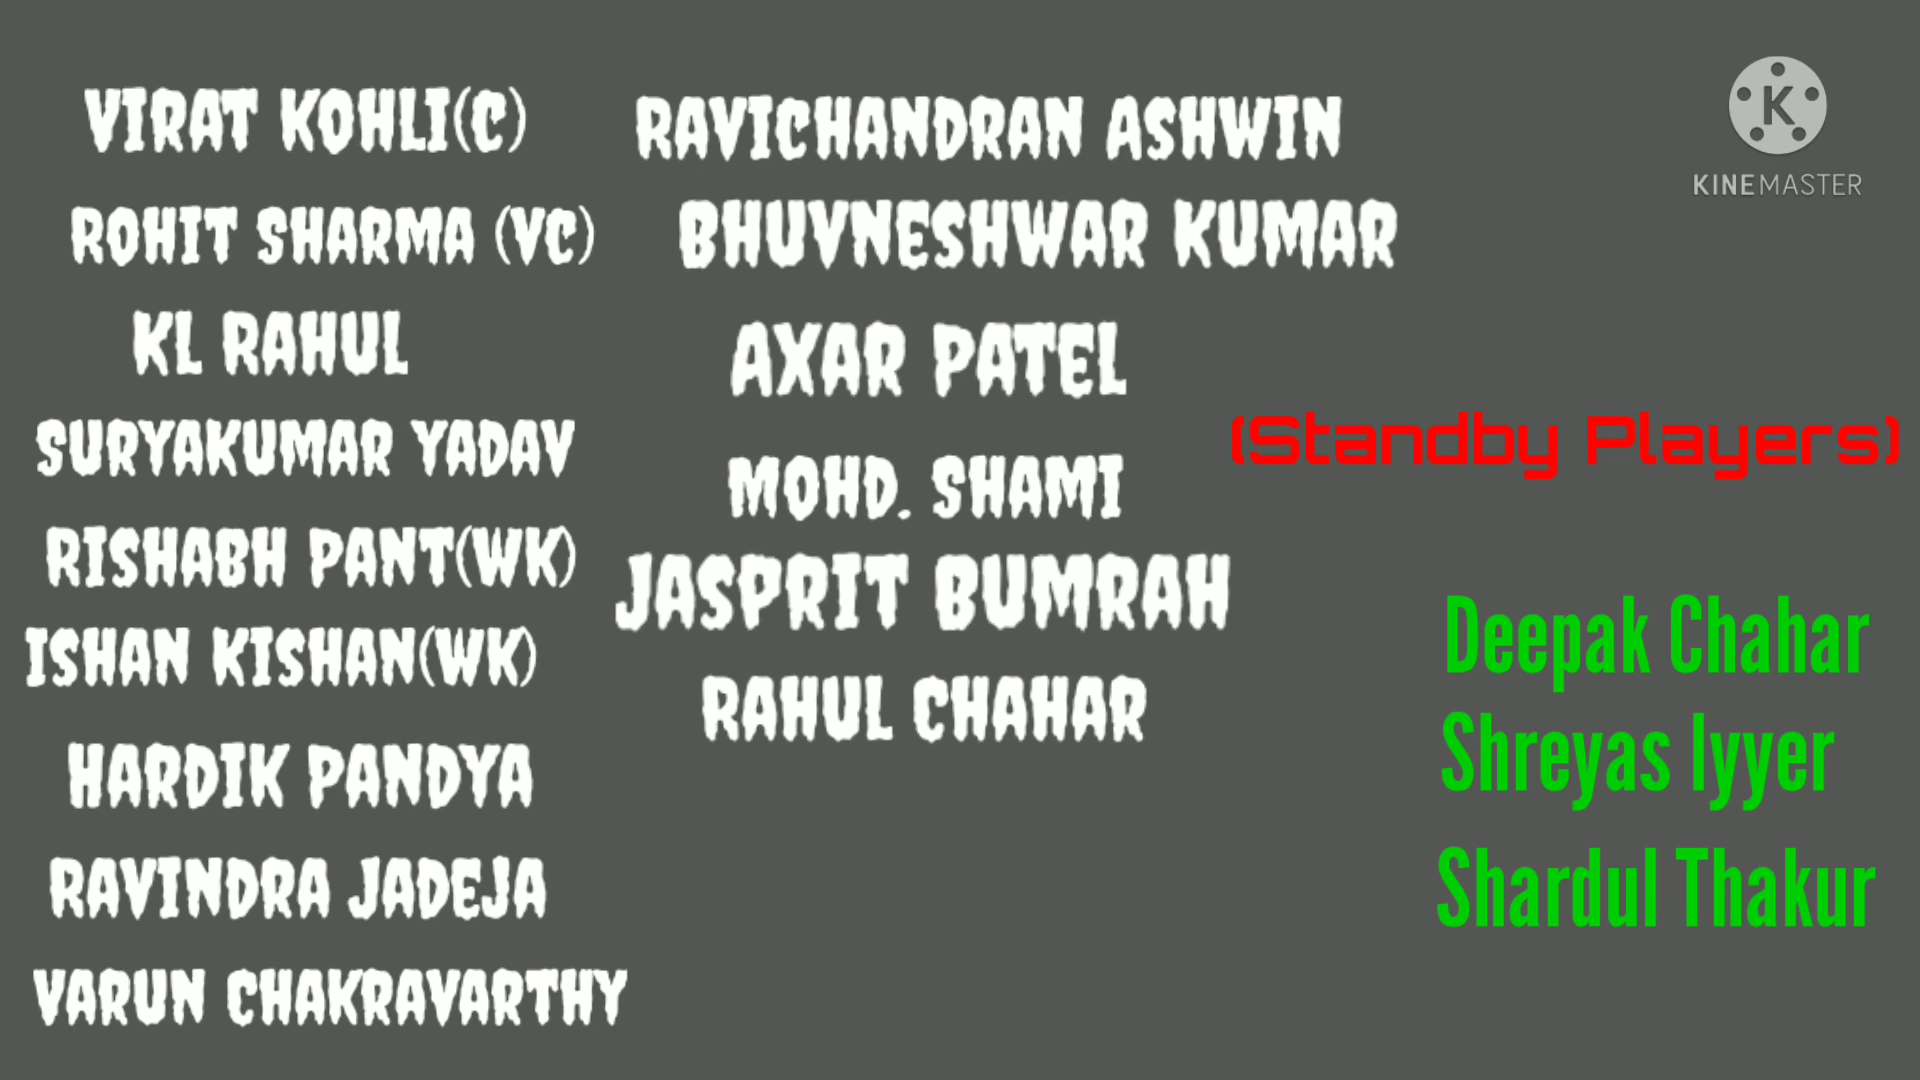 VIRAT KOHLI(C)
ROHIT SHARMA (VC)
KL RAHUL
SURYAKUMAR YADAV
RISHABH PANT(WK)
ISHAN KISHAN(WK)
HARDIK PANDYA
RAVINDRA JADEJA
VARUN CHAKRAVARTHY
RAVICHANDRAN ASHWIN
BHUVNESHWAR KUMAR
AXAR PATEL
MOHD. SHAMI
JASPRIT BUMRAH
RAHUL CHAHAR
K
KINEMASTER
(Standby Players)
Deepak Chahar
Shreyas Iyyer
Shardul Thakur